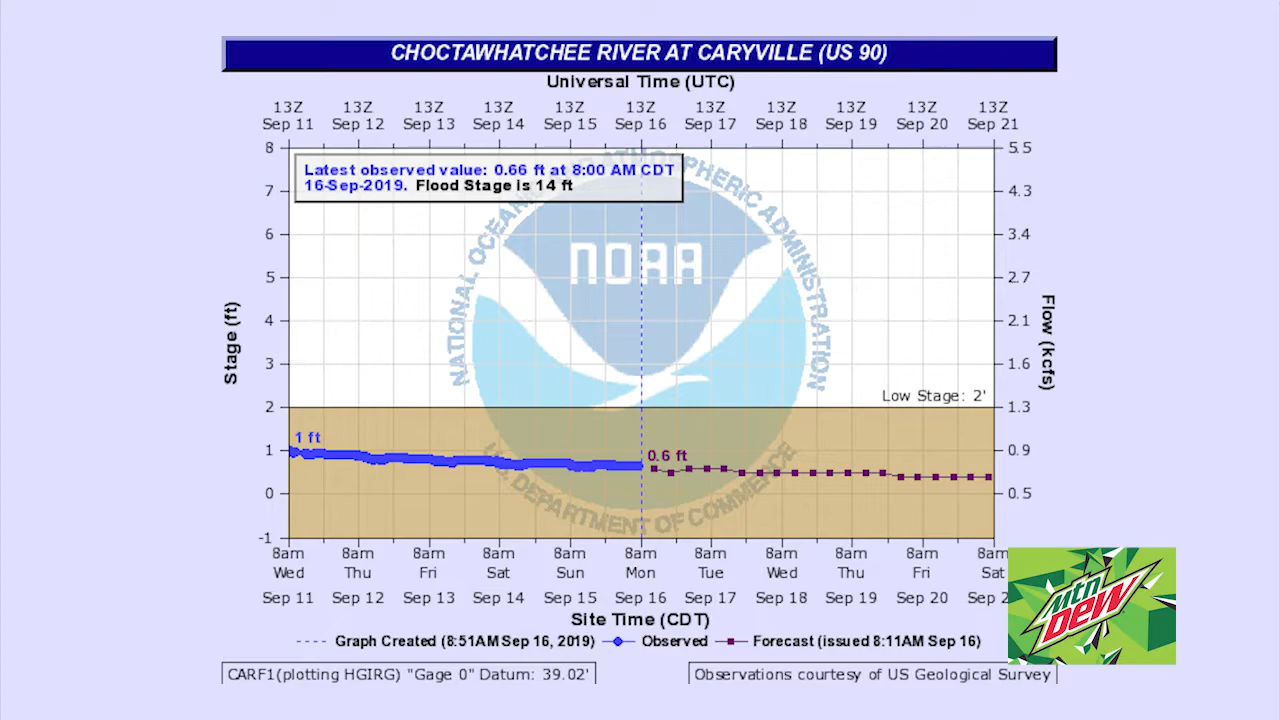 CHOCTAWHATCHEE RIVER AT CARYVILLE (US 90)
Universal Time (UTC)
13Z 13Z 13Z 13Z 13Z 13Z 13Z 13Z 13Z 13Z 13Z
Sep 11 Sep 12 Sep 13 Sep 14 Sep 15 Sep 16 Sep 17 Sep 18 Sep 19 Sep 20 Sep 21
8 5.5
Latest observed value: 0.66 ft at 8:00 AM CDT
16-Sep-2019. Flood Stage is 14 ft
7 4.3
6 3.4
NOAA
NATIONAL OCEANIC AND ATMOSPHERIC ADMINISTRATION
5 2.7
4 2.1
Stage (ft)
Flow (kcfs)
3 1.6
Low Stage: 2'
2 1.3
1 ft
1 0.9
0.6 ft
0 0.5
U.S. DEPARTMENT OF COMMERCE
-1
8am 8am 8am 8am 8am 8am 8am 8am 8am 8am 8am
Wed Thu Fri Sat Sun Mon Tue Wed Thu Fri Sat
Sep 11 Sep 12 Sep 13 Sep 14 Sep 15 Sep 16 Sep 17 Sep 18 Sep 19 Sep 20 Sep
Site Time (CDT)
Graph Created (8:51AM Sep 16, 2019) Observed Forecast (issued 8:11AM Sep 16)
CARF1(plotting HGIRG) "Gage 0" Datum: 39.02'
Observations courtesy of US Geological Survey
mtn
DEW